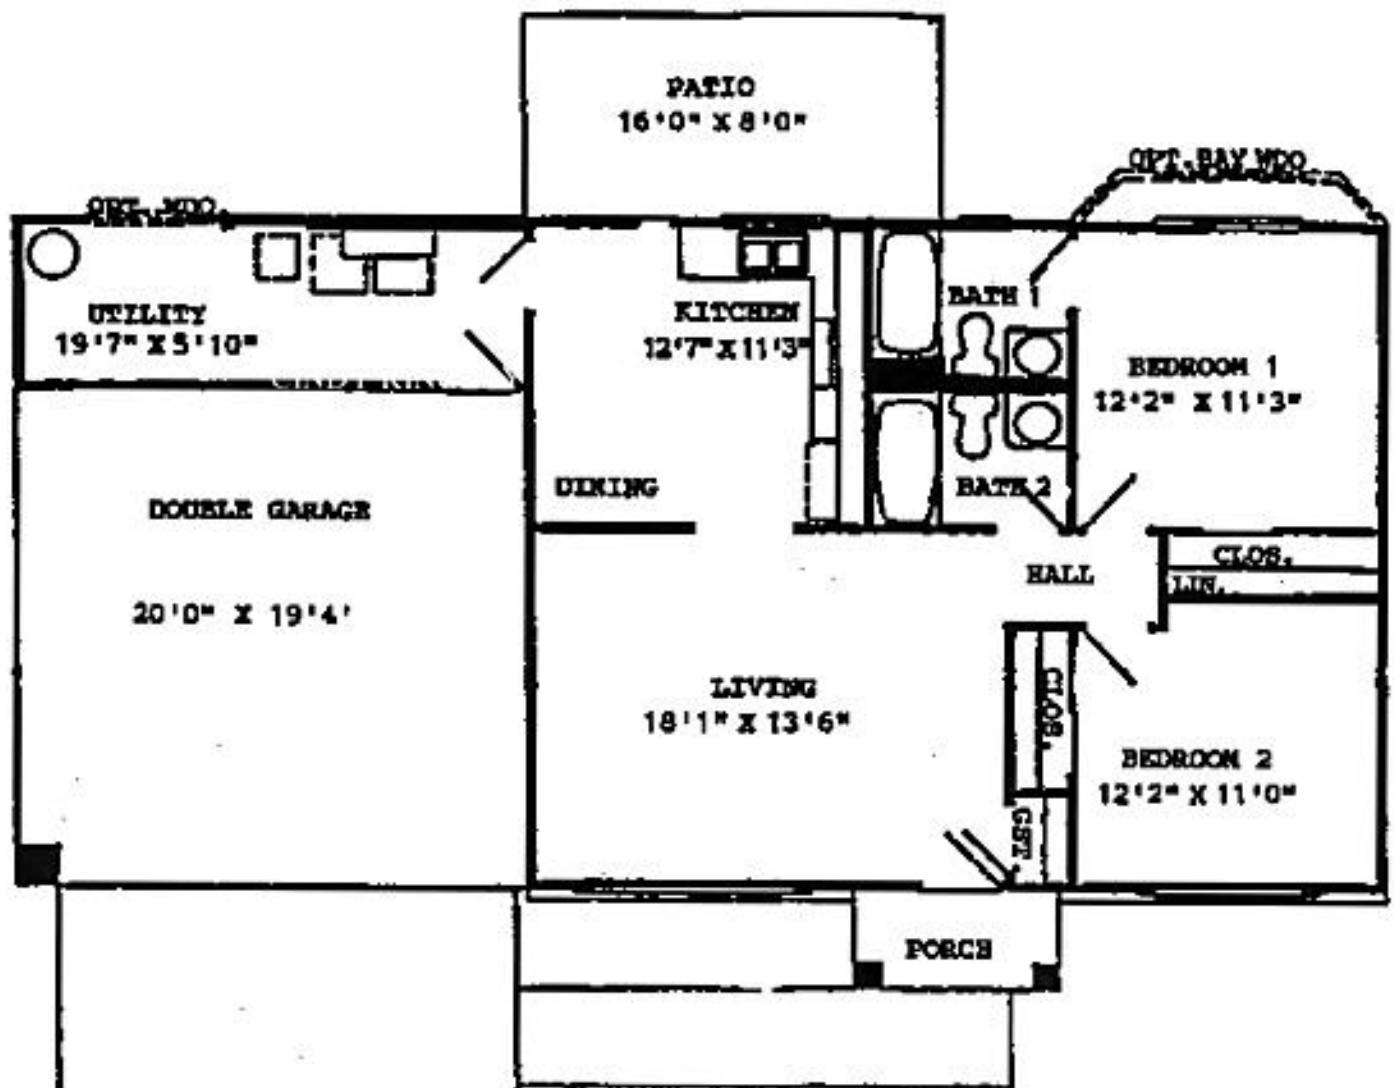 PATIO
16'0" X 8'0"
OPT. WDO.
OPT. BAY WDO
UTILITY
19'7" X 5'10"
KITCHEN
12'7" X 11'3"
BATH 1
BEDROOM 1
12'2" X 11'3"
DINING
BATH 2
DOUBLE GARAGE
20'0" X 19'4'
HALL
CLOS.
LIN.
LIVING
18'1" X 13'6"
CLOS.
BEDROOM 2
12'2" X 11'0"
GST.
PORCH